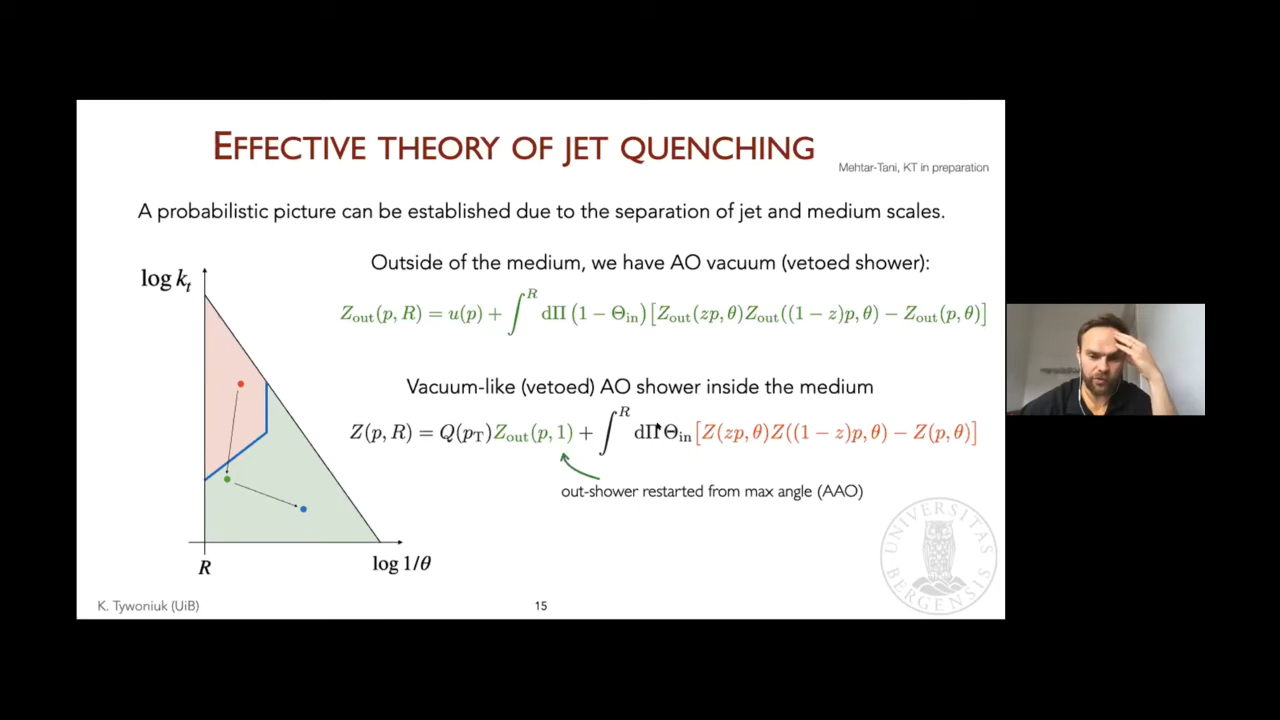 EFFECTIVE THEORY OF JET QUENCHING
Mehtar-Tani, KT in preparation
A probabilistic picture can be established due to the separation of jet and medium scales.
Outside of the medium, we have AO vacuum (vetoed shower):
Z_out(p, R) = u(p) + ∫^R dΠ (1 − Θ_in) [Z_out(zp, θ)Z_out((1 − z)p, θ) − Z_out(p, θ)]
Vacuum-like (vetoed) AO shower inside the medium
Z(p, R) = Q(p_T)Z_out(p, 1) + ∫^R dΠ Θ_in [Z(zp, θ)Z((1 − z)p, θ) − Z(p, θ)]
out-shower restarted from max angle (AAO)
log k_t
R
log 1/θ
UNIVERSITAS BERGENSIS
K. Tywoniuk (UiB)
15